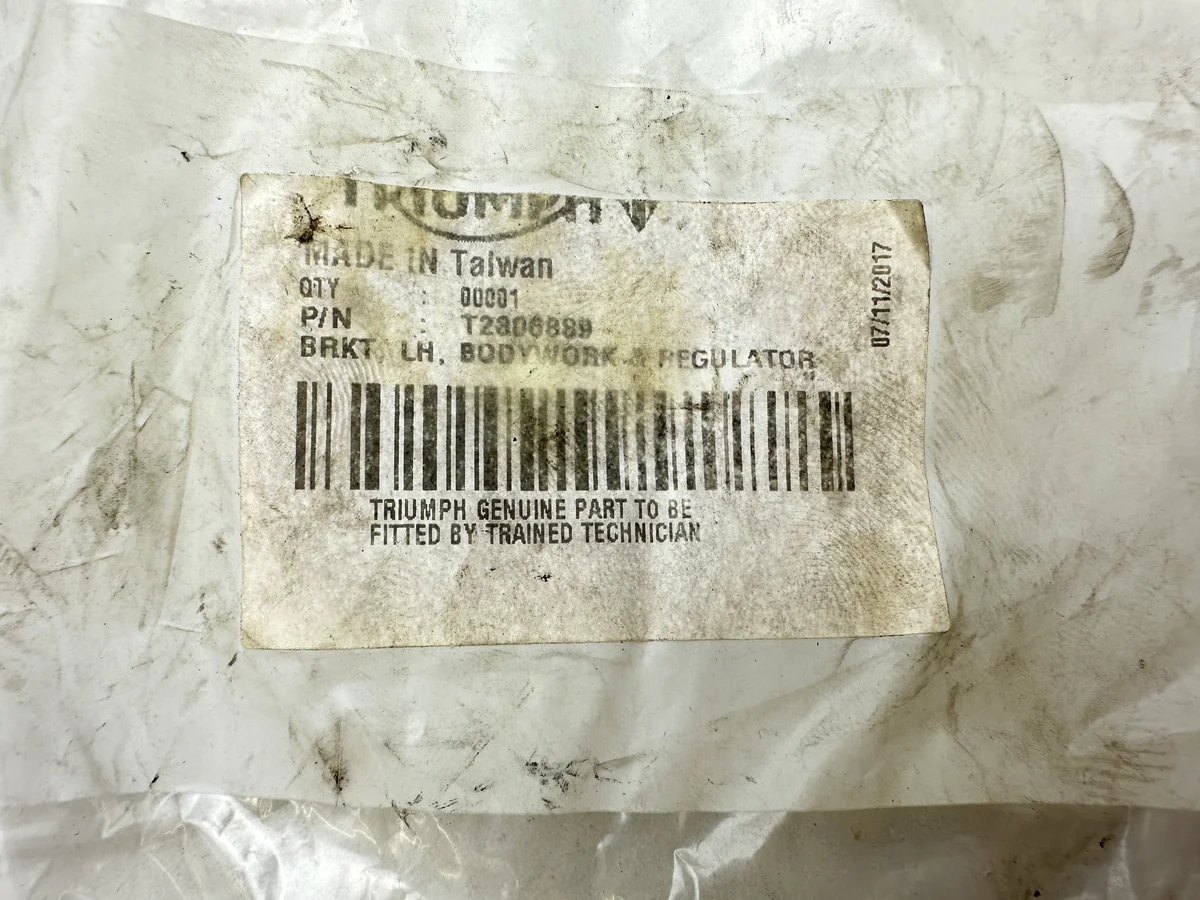 TRIUMPH
MADE IN Taiwan
QTY : 00001
P/N : T2306889
BRKT, LH, BODYWORK & REGULATOR
07/11/2017
TRIUMPH GENUINE PART TO BE
FITTED BY TRAINED TECHNICIAN